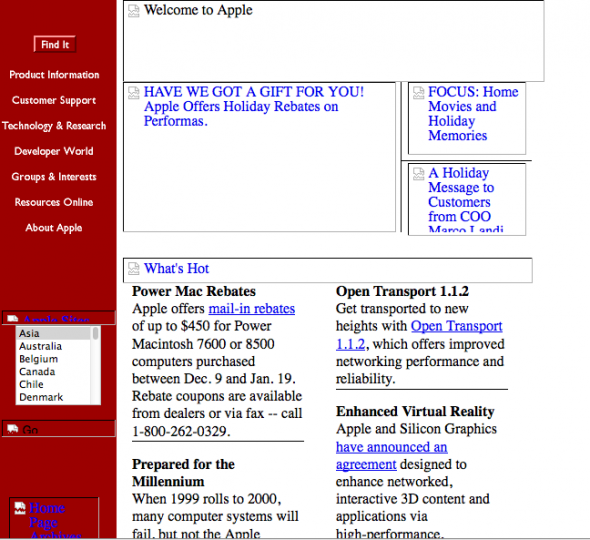 Find It
Product Information
Customer Support
Technology & Research
Developer World
Groups & Interests
Resources Online
About Apple
Apple Sites
Asia
Australia
Belgium
Canada
Chile
Denmark
Go
Home
Page
Archives
Welcome to Apple
HAVE WE GOT A GIFT FOR YOU!
Apple Offers Holiday Rebates on
Performas.
FOCUS: Home
Movies and
Holiday
Memories
A Holiday
Message to
Customers
from COO
Marco Landi
What's Hot
Power Mac Rebates
Apple offers mail-in rebates
of up to $450 for Power
Macintosh 7600 or 8500
computers purchased
between Dec. 9 and Jan. 19.
Rebate coupons are available
from dealers or via fax -- call
1-800-262-0329.
Prepared for the
Millennium
When 1999 rolls to 2000,
many computer systems will
fail, but not the Apple
Open Transport 1.1.2
Get transported to new
heights with Open Transport
1.1.2, which offers improved
networking performance and
reliability.
Enhanced Virtual Reality
Apple and Silicon Graphics
have announced an
agreement designed to
enhance networked,
interactive 3D content and
applications via
high-performance,